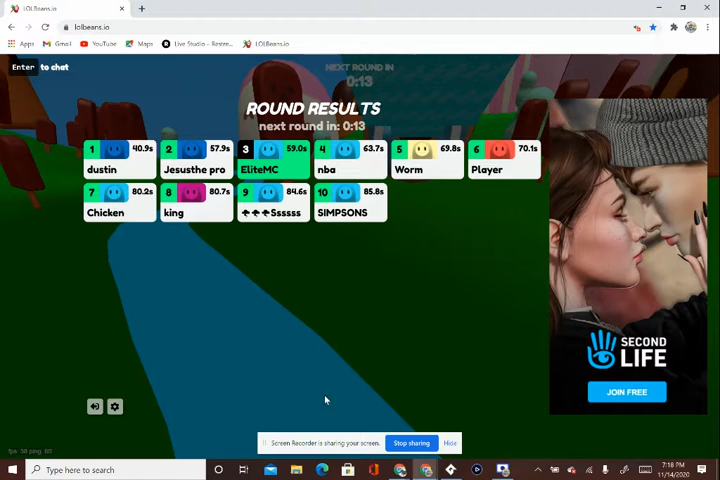 LOLBeans.io
lolbeans.io
Apps
Gmail
YouTube
Maps
Live Studio - Restre...
LOLBeans.io
Enter to chat
NEXT ROUND IN
0:13
ROUND RESULTS
next round in: 0:13
1 40.9s
dustin
2 57.9s
Jesusthe pro
3 59.0s
EliteMC
4 63.7s
nba
5 69.8s
Worm
6 70.1s
Player
7 80.2s
Chicken
8 80.7s
king
9 84.6s
Ssssss
10 85.8s
SIMPSONS
SECOND
LIFE
JOIN FREE
Screen Recorder is sharing your screen.
Stop sharing
Hide
Type here to search
7:18 PM
11/14/2020